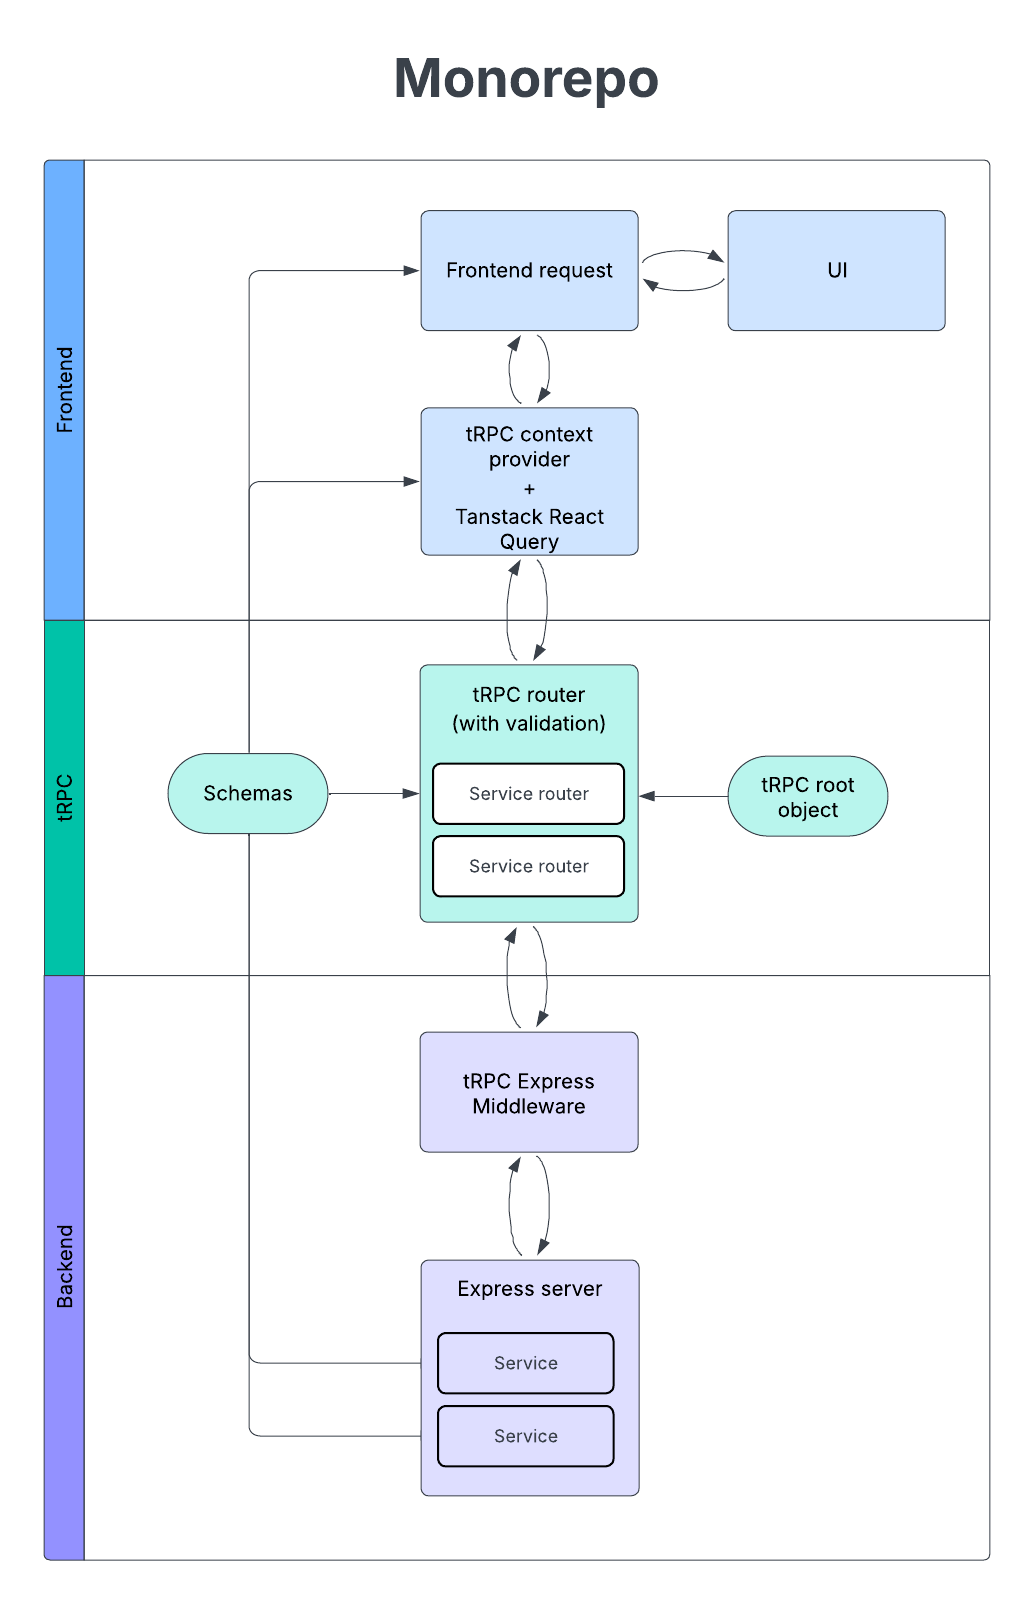 Monorepo
Frontend
Frontend request
UI
tRPC context
provider
+
Tanstack React
Query
tRPC
tRPC router
(with validation)
Schemas
Service router
Service router
tRPC root
object
Backend
tRPC Express
Middleware
Express server
Service
Service